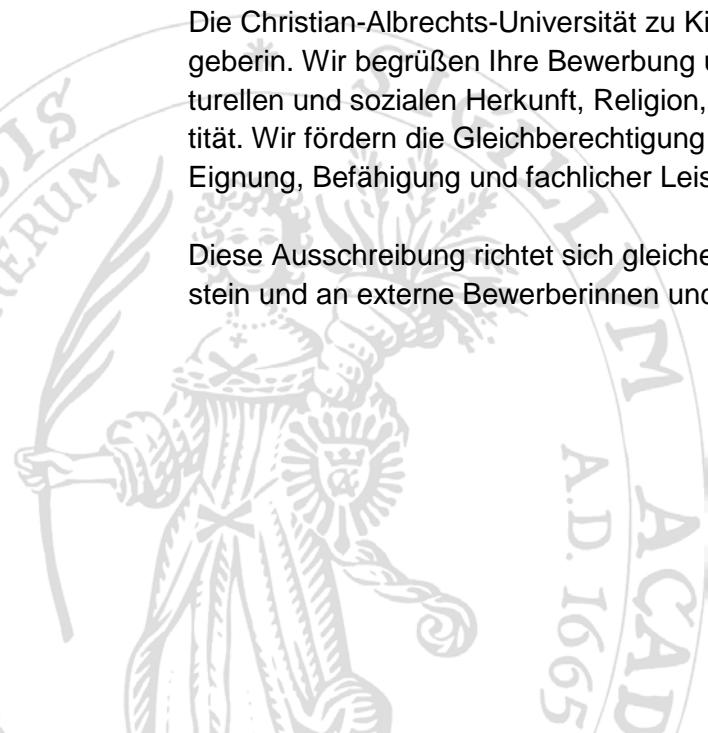 Die Christian-Albrechts-Universität zu Ki
geberin. Wir begrüßen Ihre Bewerbung u
turellen und sozialen Herkunft, Religion,
tität. Wir fördern die Gleichberechtigung
Eignung, Befähigung und fachlicher Leis
Diese Ausschreibung richtet sich gleiche
stein und an externe Bewerberinnen und
SIGILLVM ACAD
A.D. 1665